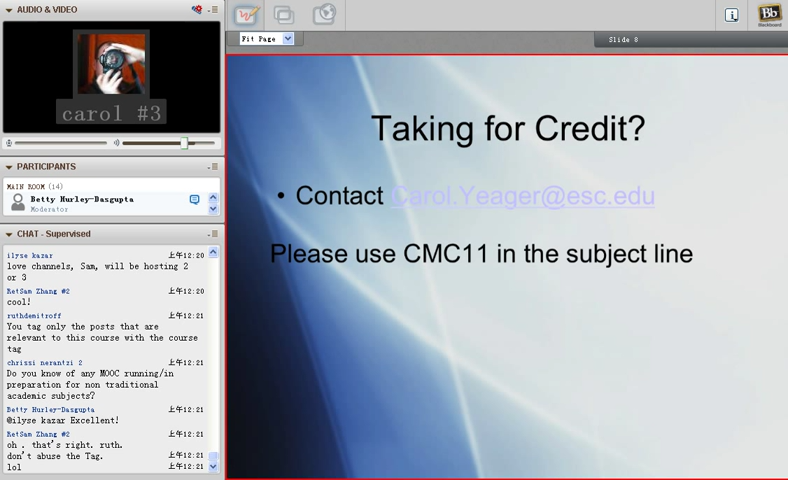 AUDIO & VIDEO
carol #3
PARTICIPANTS
MAIN ROOM (14)
Betty Hurley-Dasgupta
Moderator
CHAT - Supervised
ilyse kazar 上午12:20
love channels, Sam, will be hosting 2
or 3
RetSam Zhang #2 上午12:20
cool!
ruthdemitroff 上午12:21
You tag only the posts that are
relevant to this course with the course
tag
chrissi nerantzi 2 上午12:21
Do you know of any MOOC running/in
preparation for non traditional
academic subjects?
Betty Hurley-Dasgupta 上午12:21
@ilyse kazar Excellent!
RetSam Zhang #2 上午12:21
oh . that's right. ruth.
don't abuse the Tag. 上午12:21
lol 上午12:21
Bb
Blackboard
Fit Page
Slide 8
Taking for Credit?
• Contact Carol.Yeager@esc.edu
Please use CMC11 in the subject line